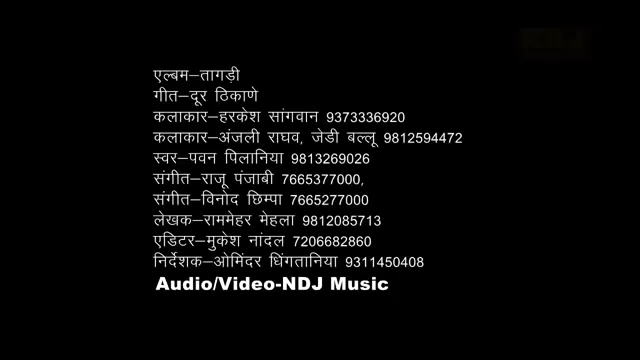 एल्बम–तागड़ी
गीत–दूर ठिकाणे
कलाकार–हरकेश सांगवान 9373336920
कलाकार–अंजली राघव, जेडी बल्लू 9812594472
स्वर–पवन पिलानिया 9813269026
संगीत–राजू पंजाबी 7665377000,
संगीत–विनोद छिम्पा 7665277000
लेखक–राममेहर मेहला 9812085713
एडिटर–मुकेश नांदल 7206682860
निर्देशक–ओमिंदर धिंगतानिया 9311450408
Audio/Video-NDJ Music